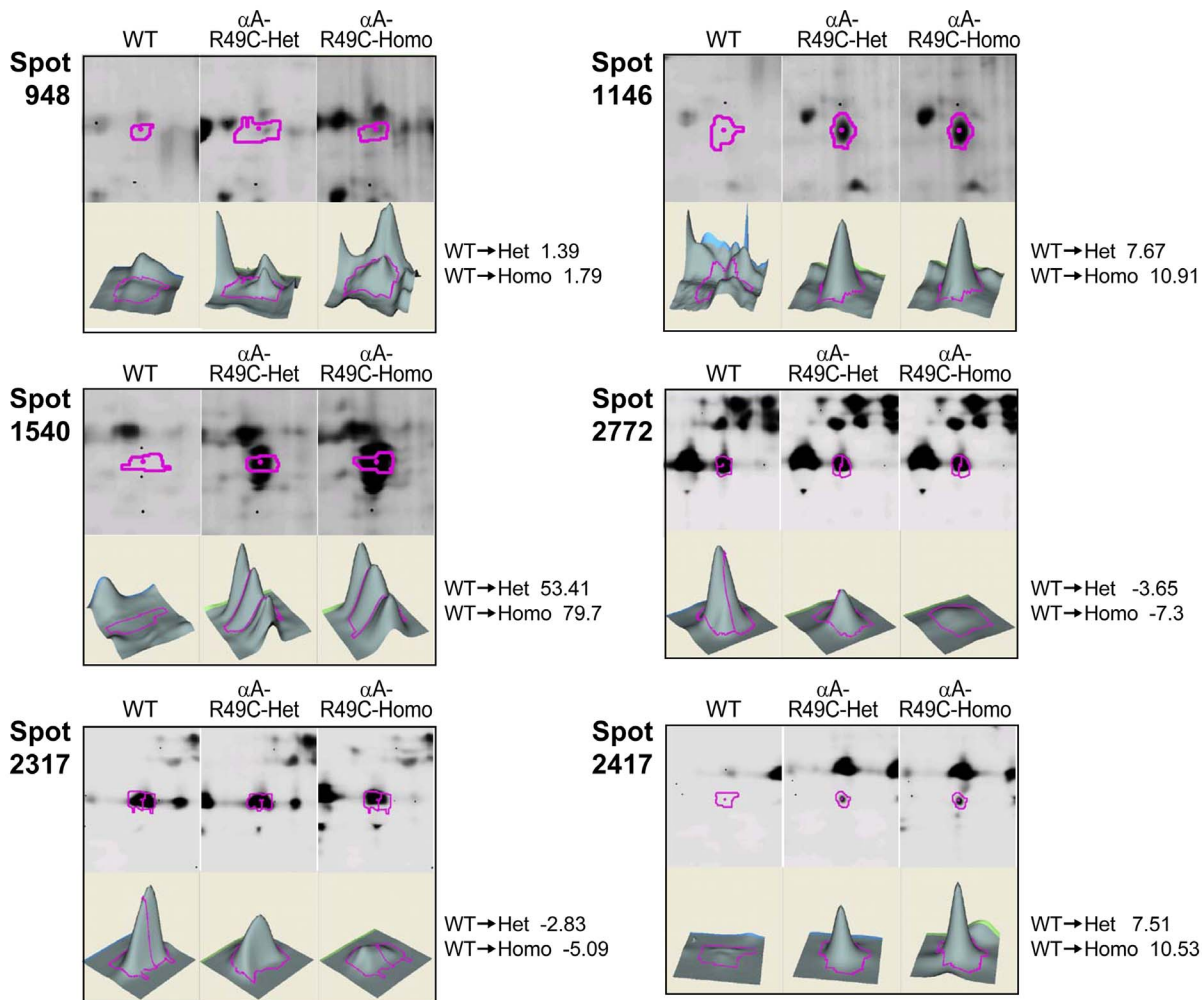 Spot
948
WT
αA-
R49C-Het
αA-
R49C-Homo
WT→Het 1.39
WT→Homo 1.79
Spot
1146
WT
αA-
R49C-Het
αA-
R49C-Homo
WT→Het 7.67
WT→Homo 10.91
Spot
1540
WT
αA-
R49C-Het
αA-
R49C-Homo
WT→Het 53.41
WT→Homo 79.7
Spot
2772
WT
αA-
R49C-Het
αA-
R49C-Homo
WT→Het -3.65
WT→Homo -7.3
Spot
2317
WT
αA-
R49C-Het
αA-
R49C-Homo
WT→Het -2.83
WT→Homo -5.09
Spot
2417
WT
αA-
R49C-Het
αA-
R49C-Homo
WT→Het 7.51
WT→Homo 10.53